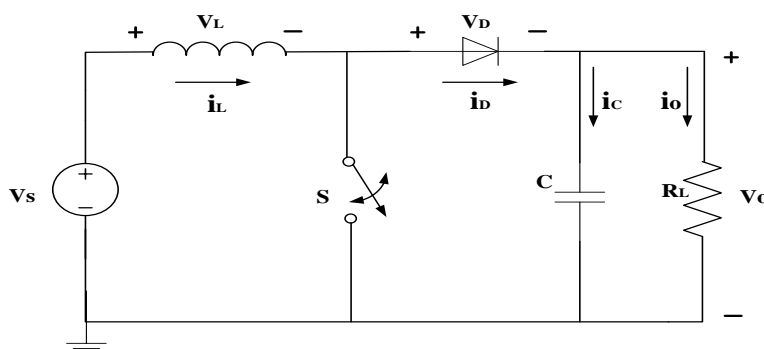 + VL − + VD −
iL iD iC iO +
VS + − S C RL VO
−